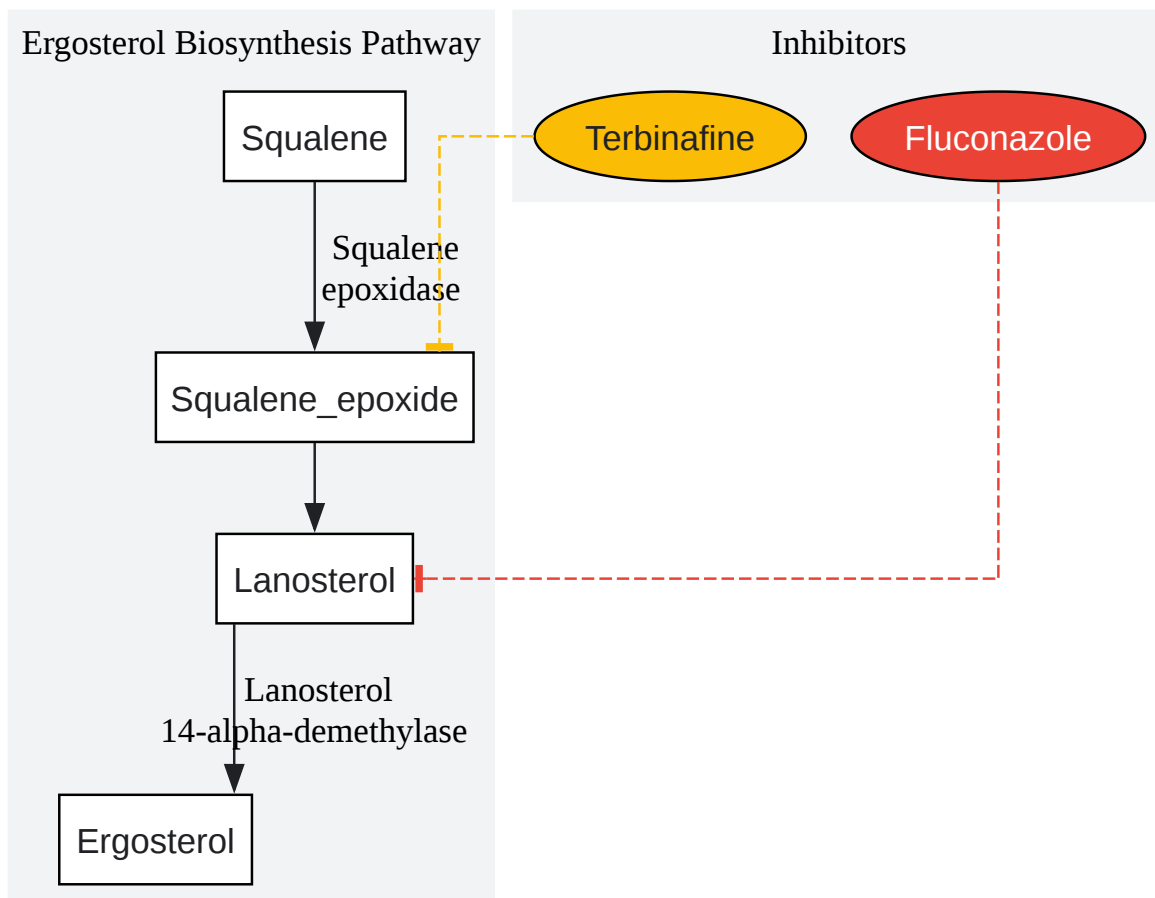 Ergosterol Biosynthesis Pathway
Inhibitors
Squalene
Terbinafine
Fluconazole
Squalene
epoxidase
Squalene_epoxide
Lanosterol
Lanosterol
14-alpha-demethylase
Ergosterol